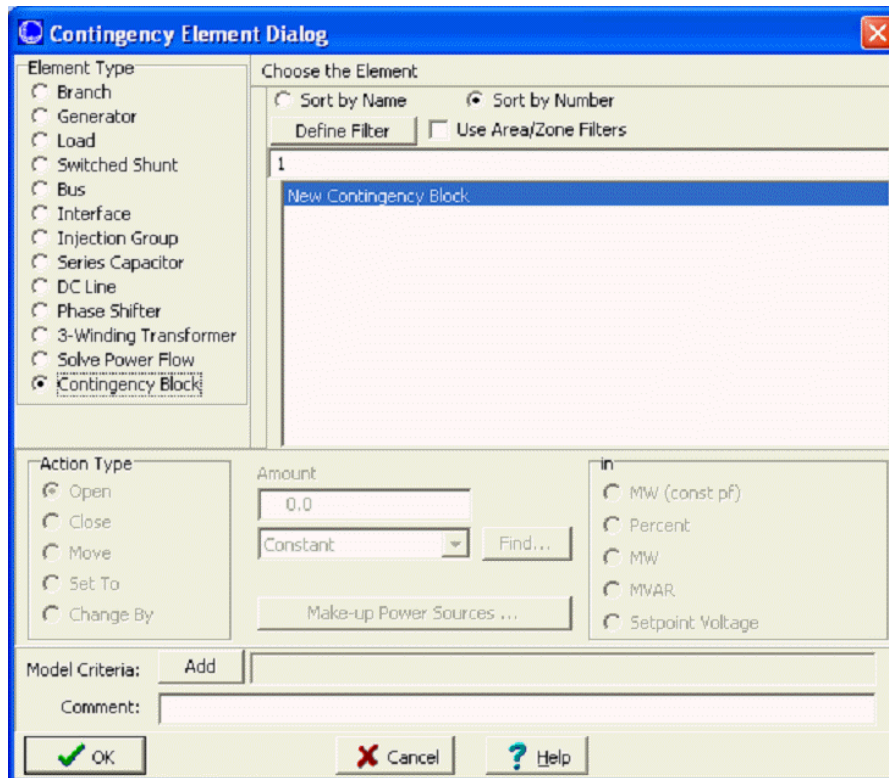 Contingency Element Dialog
Element Type
Branch
Generator
Load
Switched Shunt
Bus
Interface
Injection Group
Series Capacitor
DC Line
Phase Shifter
3-Winding Transformer
Solve Power Flow
Contingency Block
Choose the Element
Sort by Name Sort by Number
Define Filter Use Area/Zone Filters
1
New Contingency Block
Action Type
Open
Close
Move
Set To
Change By
Amount
0.0
Constant Find...
Make-up Power Sources ...
in
MW (const pf)
Percent
MW
MVAR
Setpoint Voltage
Model Criteria: Add
Comment:
OK Cancel ? Help